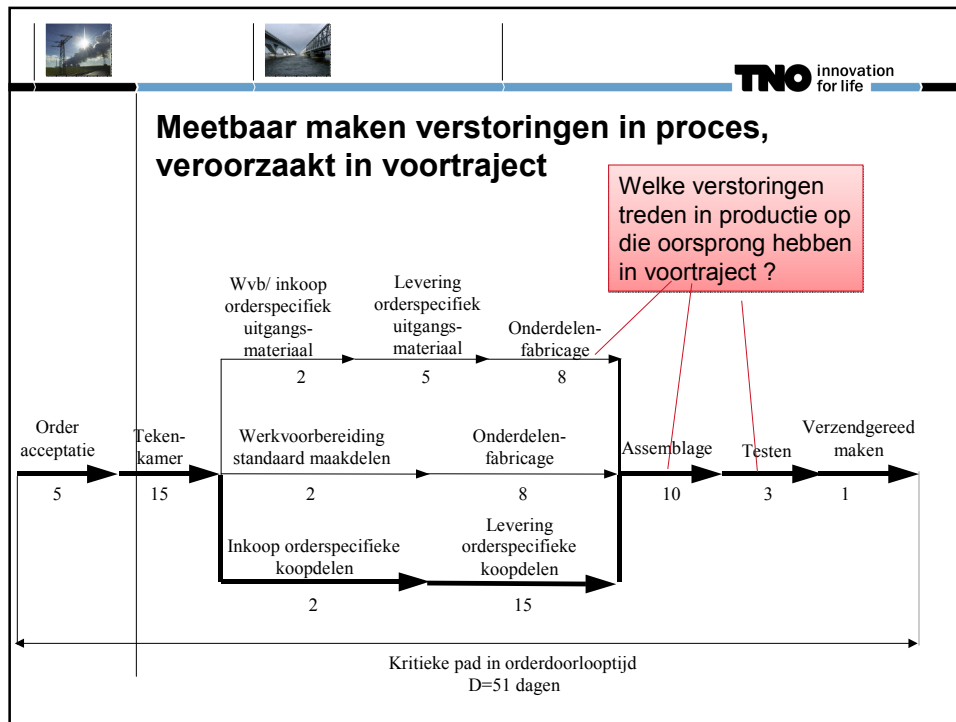 TNO innovation
for life
Meetbaar maken verstoringen in proces,
veroorzaakt in voortraject
Welke verstoringen
treden in productie op
die oorsprong hebben
in voortraject ?
Wvb/ inkoop
orderspecifiek
uitgangs-
materiaal
2
Levering
orderspecifiek
uitgangs-
materiaal
5
Onderdelen-
fabricage
8
Order
acceptatie
5
Teken-
kamer
15
Werkvoorbereiding
standaard maakdelen
2
Onderdelen-
fabricage
8
Assemblage
10
Testen
3
Verzendgereed
maken
1
Inkoop orderspecifieke
koopdelen
2
Levering
orderspecifieke
koopdelen
15
Kritieke pad in orderdoorlooptijd
D=51 dagen